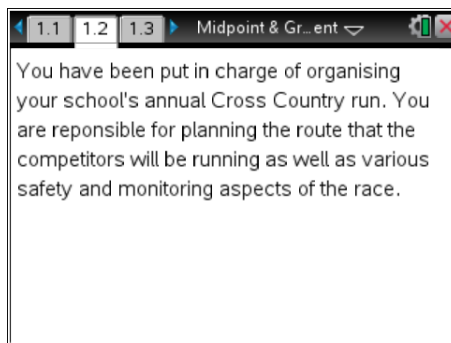 1.1 1.2 1.3 Midpoint & Gr...ent
You have been put in charge of organising
your school's annual Cross Country run. You
are reponsible for planning the route that the
competitors will be running as well as various
safety and monitoring aspects of the race.